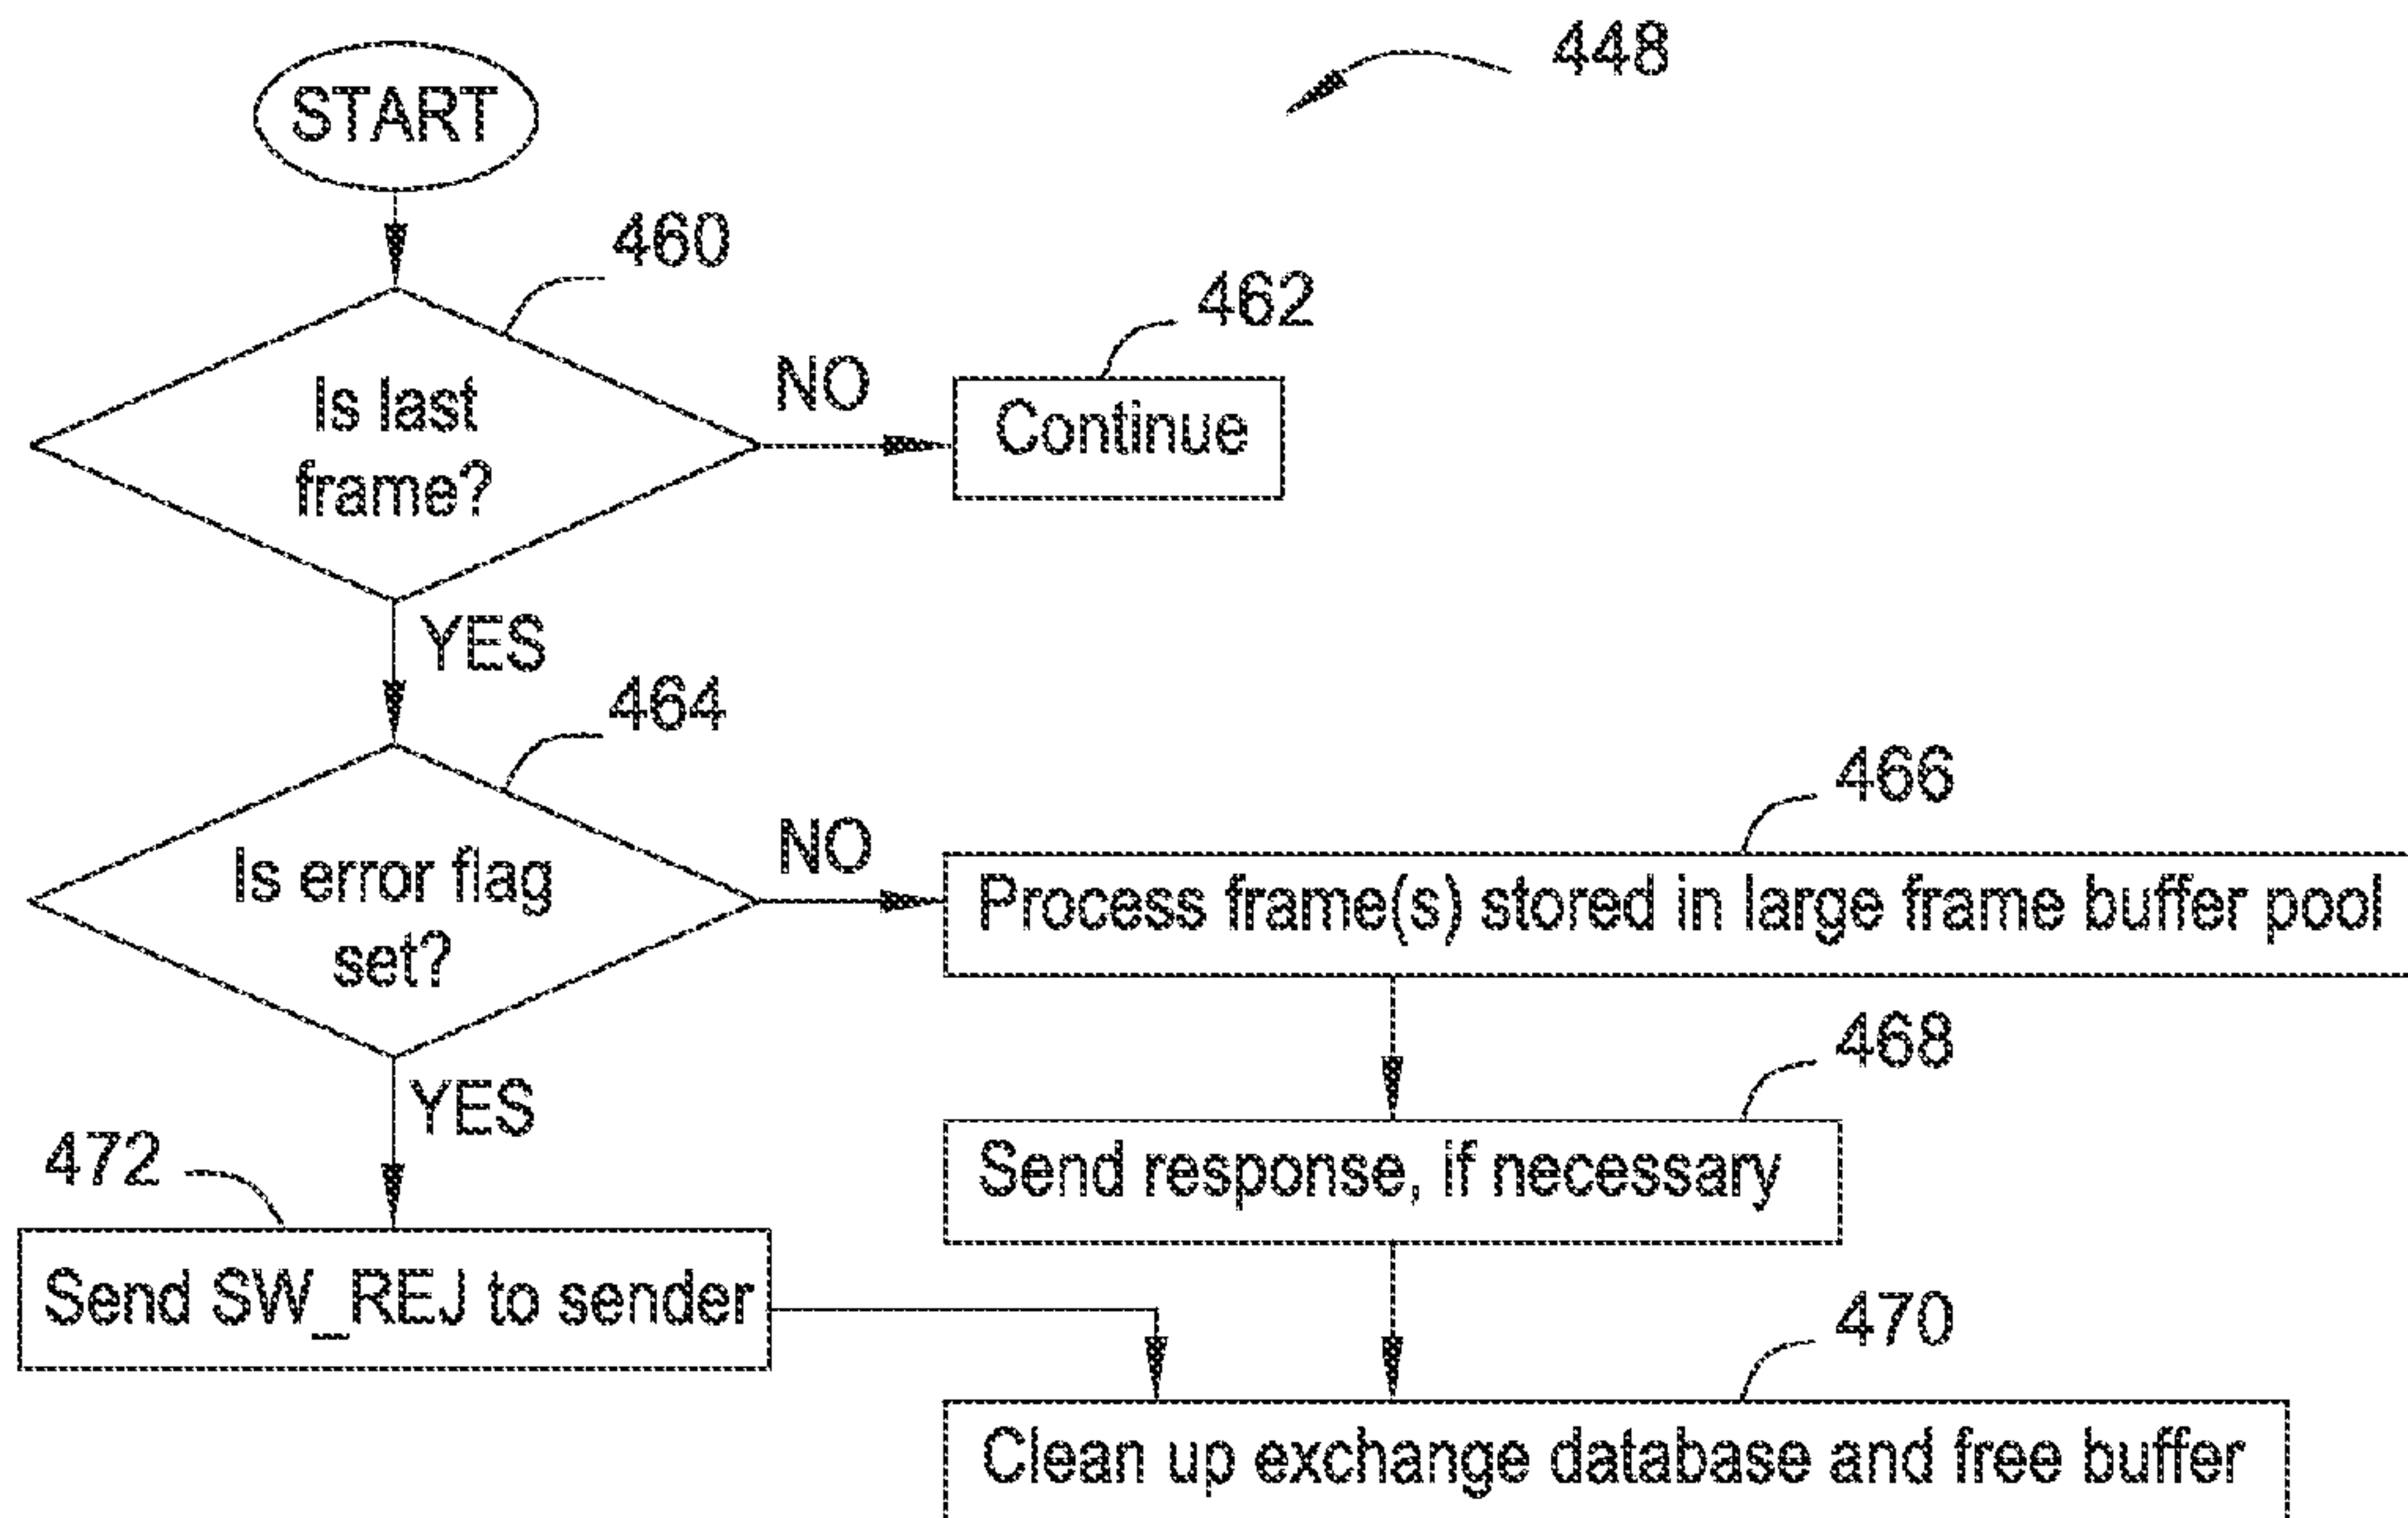 448
START
460
462
Is last
frame?
NO
Continue
YES
464
466
Is error flag
set?
NO
Process frame(s) stored in large frame buffer pool
468
YES
Send response, if necessary
472
Send SW_REJ to sender
470
Clean up exchange database and free buffer